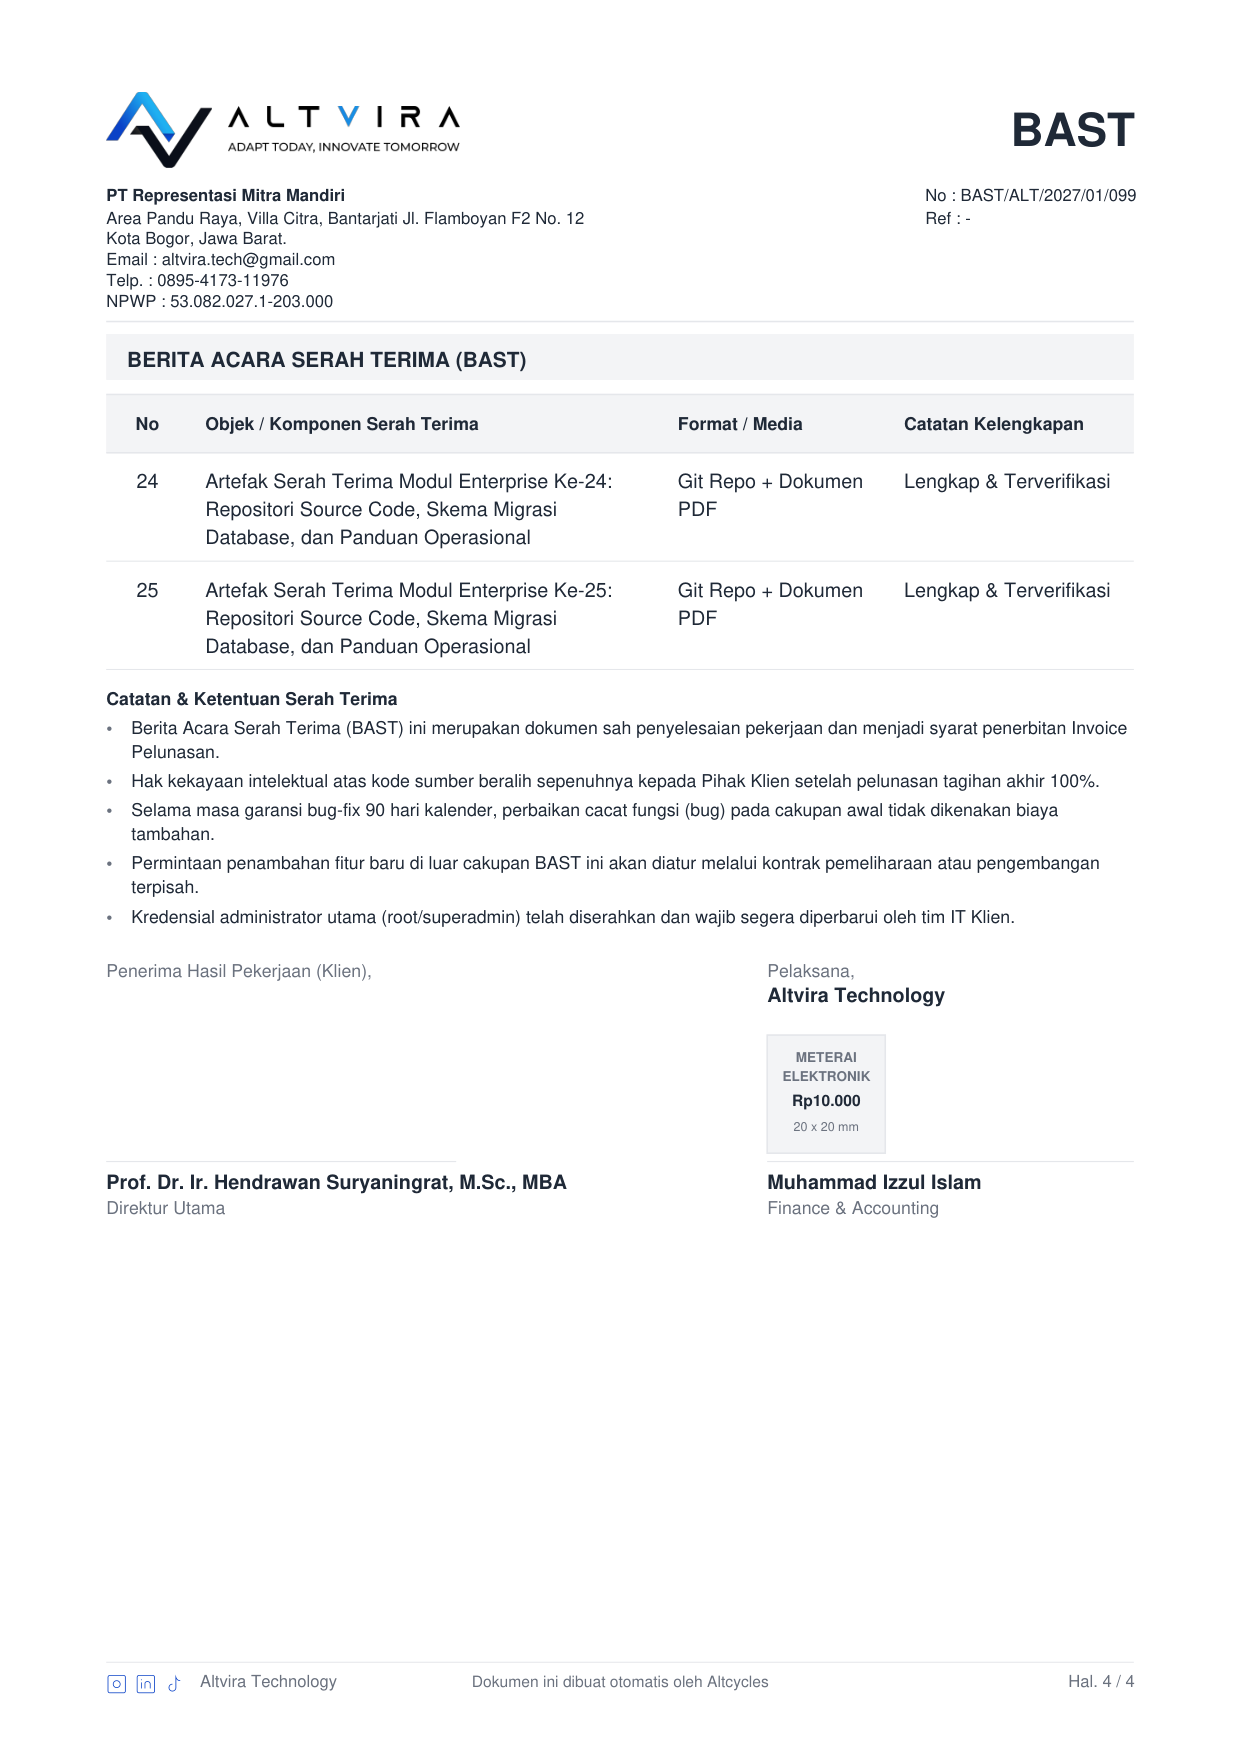 ALTVIRA
ADAPT TODAY, INNOVATE TOMORROW
BAST
PT Representasi Mitra Mandiri
Area Pandu Raya, Villa Citra, Bantarjati Jl. Flamboyan F2 No. 12
Kota Bogor, Jawa Barat.
Email : altvira.tech@gmail.com
Telp. : 0895-4173-11976
NPWP : 53.082.027.1-203.000
No : BAST/ALT/2027/01/099
Ref : -
BERITA ACARA SERAH TERIMA (BAST)
No Objek / Komponen Serah Terima Format / Media Catatan Kelengkapan
24 Artefak Serah Terima Modul Enterprise Ke-24: Git Repo + Dokumen Lengkap & Terverifikasi
Repositori Source Code, Skema Migrasi PDF
Database, dan Panduan Operasional
25 Artefak Serah Terima Modul Enterprise Ke-25: Git Repo + Dokumen Lengkap & Terverifikasi
Repositori Source Code, Skema Migrasi PDF
Database, dan Panduan Operasional
Catatan & Ketentuan Serah Terima
• Berita Acara Serah Terima (BAST) ini merupakan dokumen sah penyelesaian pekerjaan dan menjadi syarat penerbitan Invoice
Pelunasan.
• Hak kekayaan intelektual atas kode sumber beralih sepenuhnya kepada Pihak Klien setelah pelunasan tagihan akhir 100%.
• Selama masa garansi bug-fix 90 hari kalender, perbaikan cacat fungsi (bug) pada cakupan awal tidak dikenakan biaya
tambahan.
• Permintaan penambahan fitur baru di luar cakupan BAST ini akan diatur melalui kontrak pemeliharaan atau pengembangan
terpisah.
• Kredensial administrator utama (root/superadmin) telah diserahkan dan wajib segera diperbarui oleh tim IT Klien.
Penerima Hasil Pekerjaan (Klien),
Pelaksana,
Altvira Technology
METERAI
ELEKTRONIK
Rp10.000
20 x 20 mm
Prof. Dr. Ir. Hendrawan Suryaningrat, M.Sc., MBA
Direktur Utama
Muhammad Izzul Islam
Finance & Accounting
Altvira Technology Dokumen ini dibuat otomatis oleh Altcycles Hal. 4 / 4